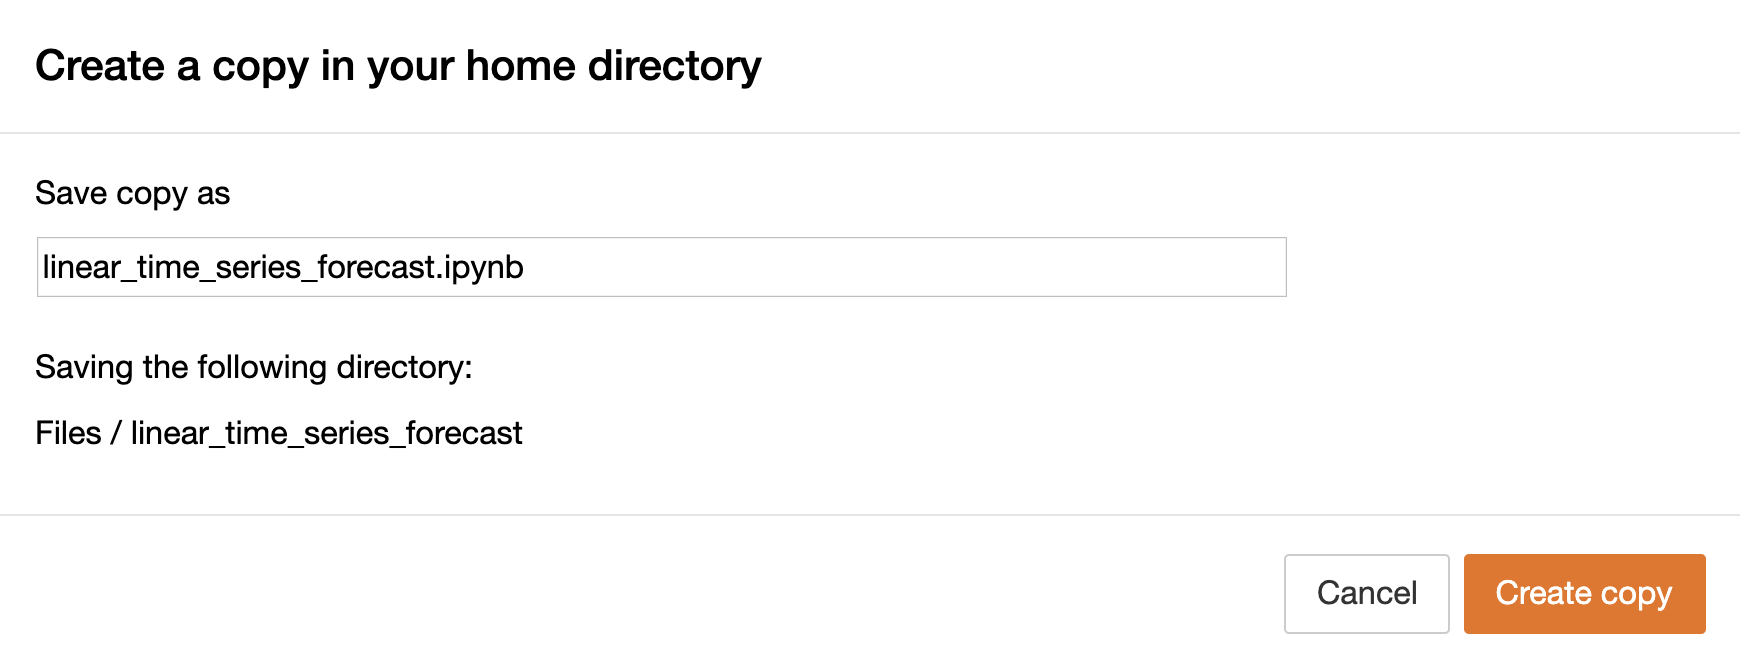 Create a copy in your home directory
Save copy as
linear_time_series_forecast.ipynb
Saving the following directory:
Files / linear_time_series_forecast
Cancel
Create copy